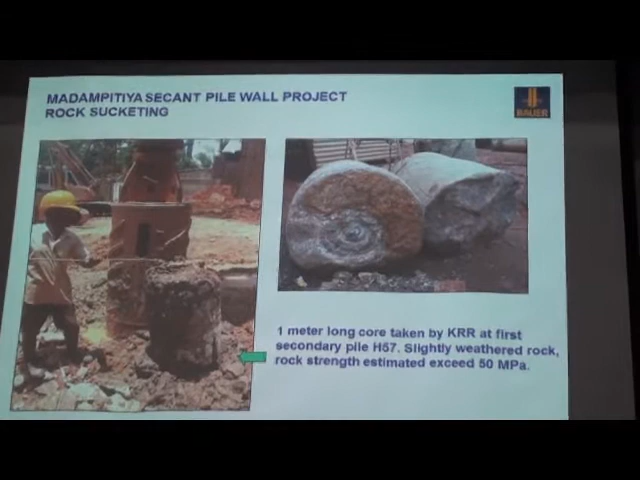 MADAMPITIYA SECANT PILE WALL PROJECT
ROCK SUCKETING
BAUER
1 meter long core taken by KRR at first
secondary pile H57. Slightly weathered rock,
rock strength estimated exceed 50 MPa.